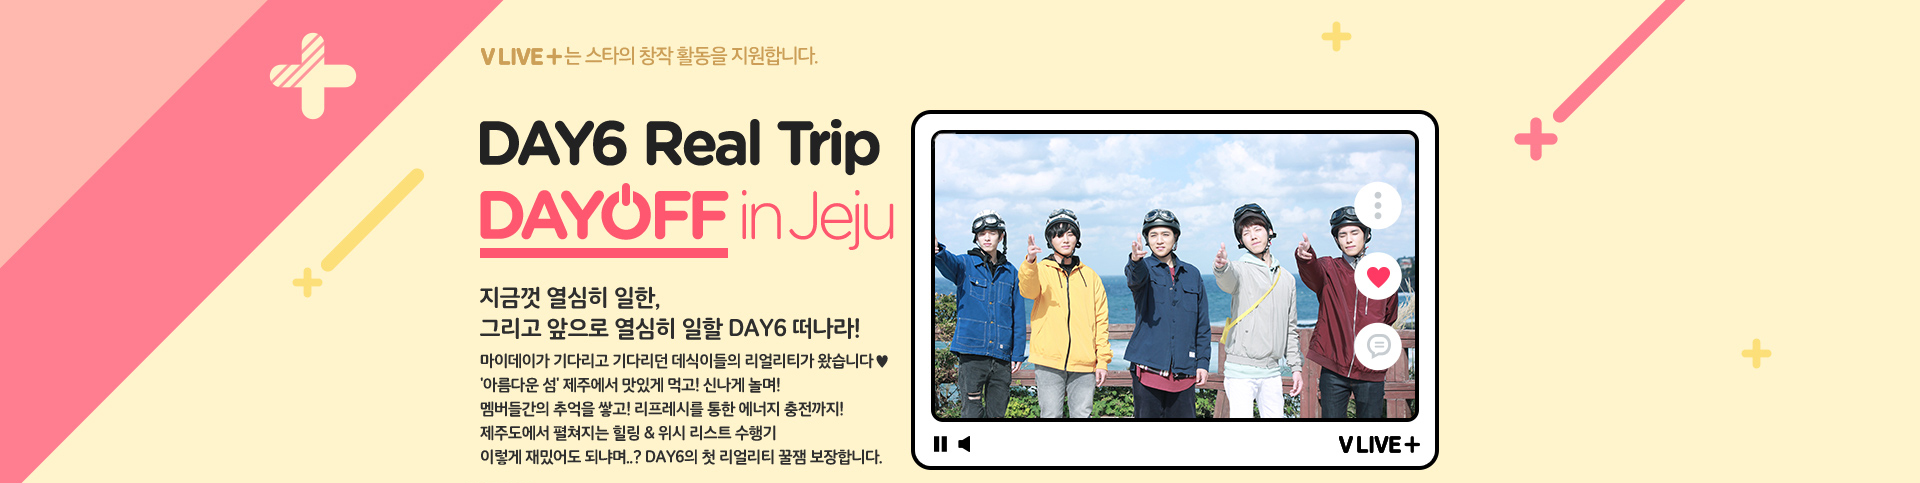 V LIVE+는 스타의 창작 활동을 지원합니다.
DAY6 Real Trip
DAYOFF in Jeju
지금껏 열심히 일한,
그리고 앞으로 열심히 일할 DAY6 떠나라!
마이데이가 기다리고 기다리던 데식이들의 리얼리티가 왔습니다♥
'아름다운 섬' 제주에서 맛있게 먹고! 신나게 놀며!
멤버들간의 추억을 쌓고! 리프레시를 통한 에너지 충전까지!
제주도에서 펼쳐지는 힐링 & 위시 리스트 수행기
이렇게 재밌어도 되냐며..? DAY6의 첫 리얼리티 꿀잼 보장합니다.
V LIVE+